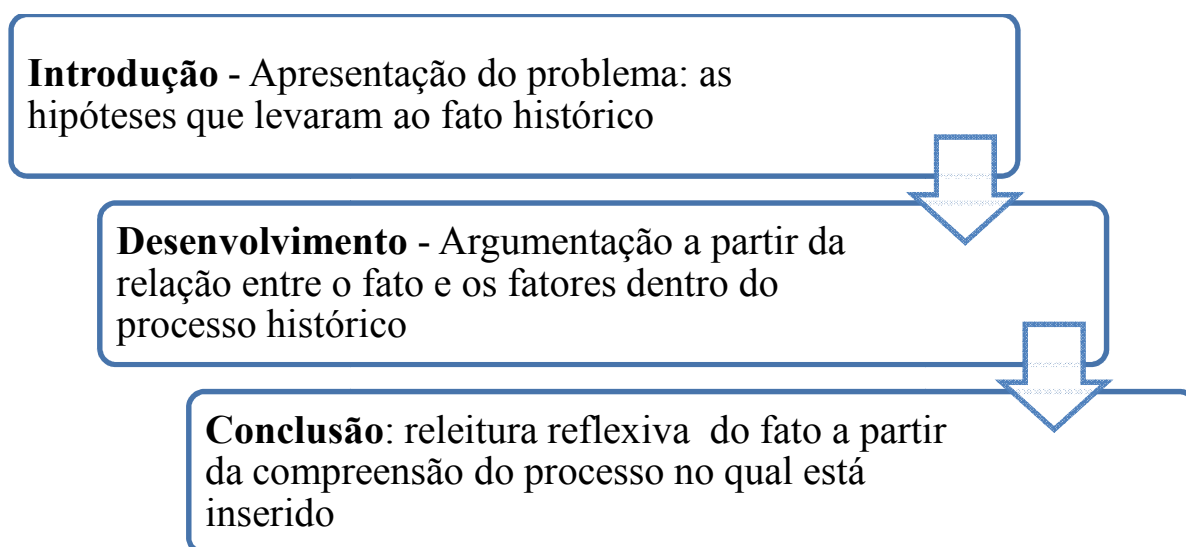 Introdução - Apresentação do problema: as
hipóteses que levaram ao fato histórico
Desenvolvimento - Argumentação a partir da
relação entre o fato e os fatores dentro do
processo histórico
Conclusão: releitura reflexiva do fato a partir
da compreensão do processo no qual está
inserido